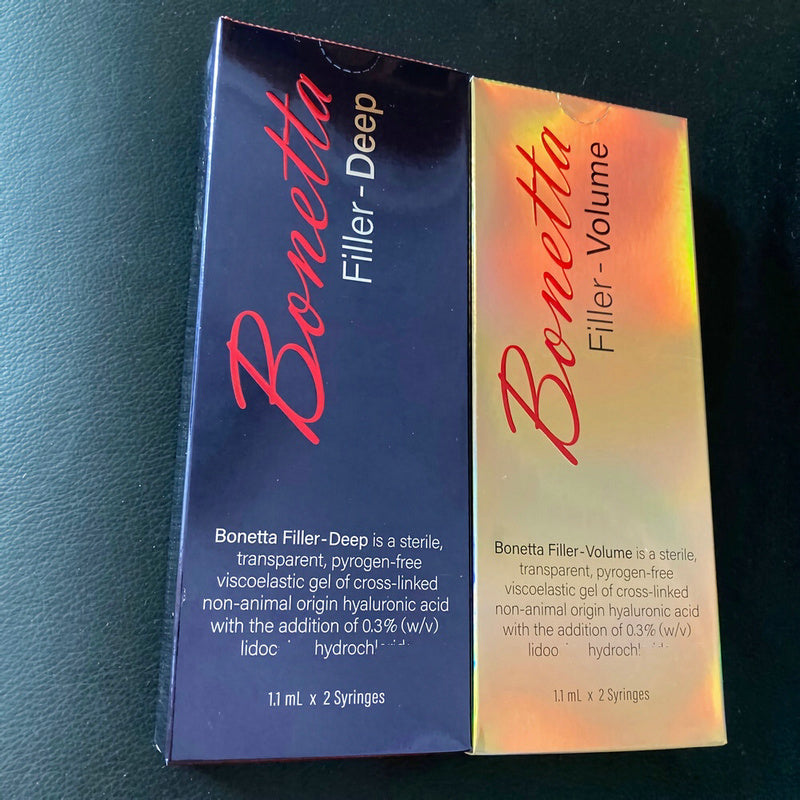 Bonetta
Filler - Deep
Bonetta Filler-Deep is a sterile,
transparent, pyrogen-free
viscoelastic gel of cross-linked
non-animal origin hyaluronic acid
with the addition of 0.3% (w/v)
1.1 mL x 2 Syringes
Bonetta
Filler - Volume
Bonetta Filler-Volume is a sterile,
transparent, pyrogen-free
viscoelastic gel of cross-linked
non-animal origin hyaluronic acid
with the addition of 0.3% (w/v)
1.1 mL x 2 Syringes